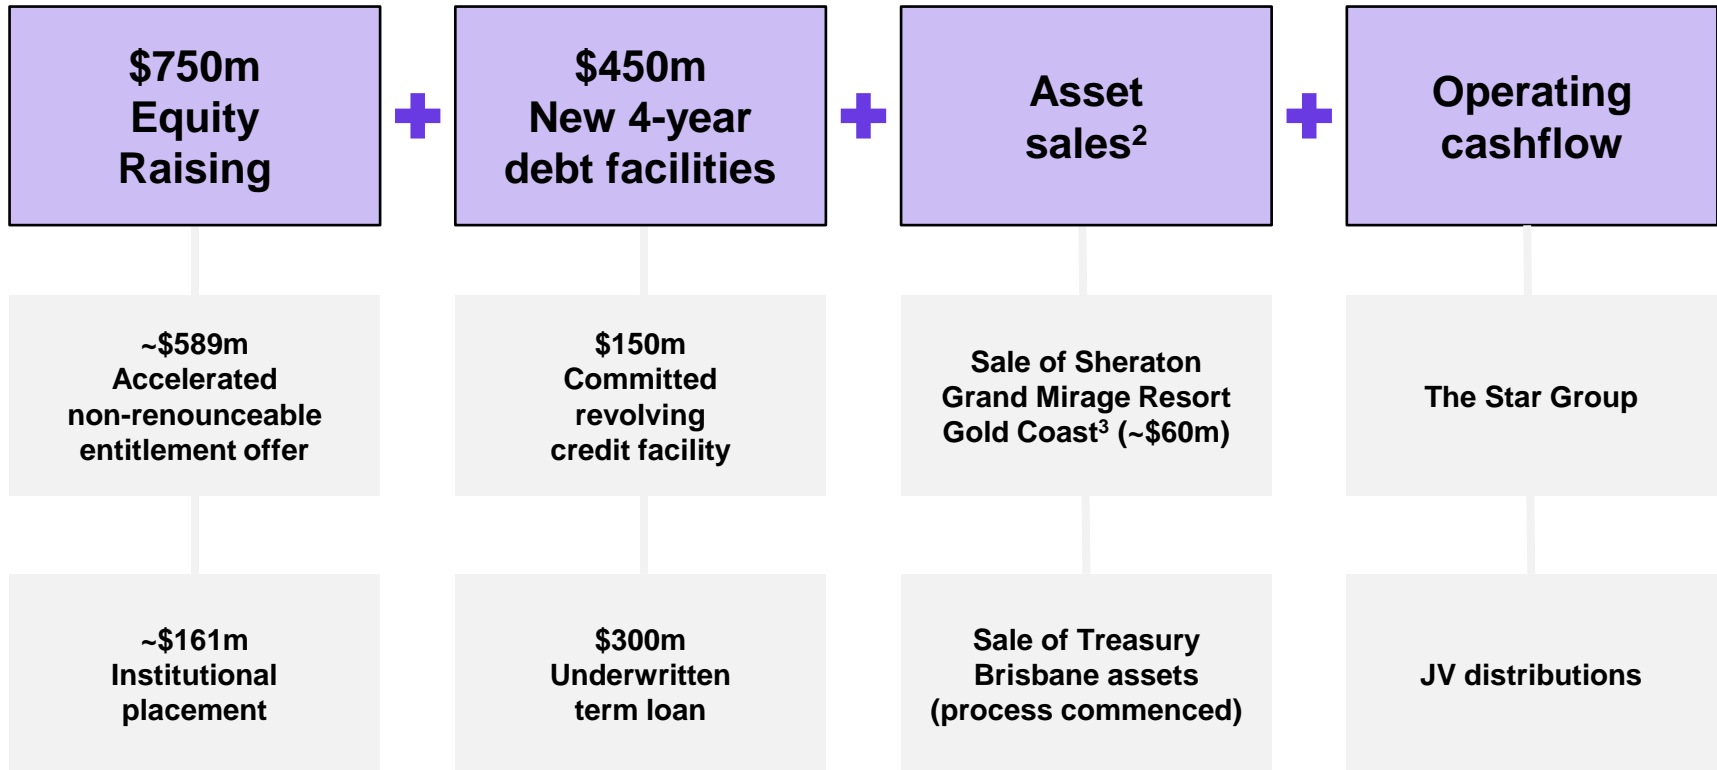 $750m
Equity
Raising
$450m
New 4-year
debt facilities
Asset
sales²
Operating
cashflow
~$589m
Accelerated
non-renounceable
entitlement offer
$150m
Committed
revolving
credit facility
Sale of Sheraton
Grand Mirage Resort
Gold Coast³ (~$60m)
The Star Group
~$161m
Institutional
placement
$300m
Underwritten
term loan
Sale of Treasury
Brisbane assets
(process commenced)
JV distributions